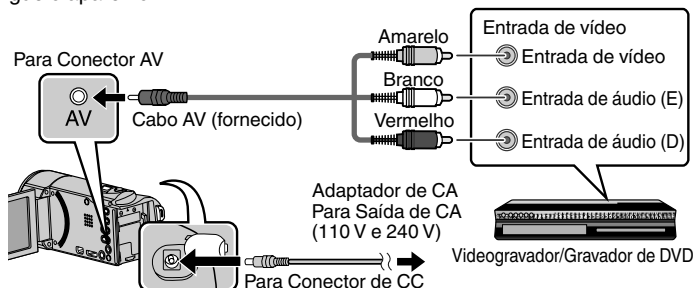 Amarelo
Entrada de vídeo
Entrada de vídeo
Para Conector AV
Branco
Entrada de áudio (E)
AV
Cabo AV (fornecido)
Vermelho
Entrada de áudio (D)
Adaptador de CA
Para Saída de CA
(110 V e 240 V)
Videogravador/Gravador de DVD
Para Conector de CC